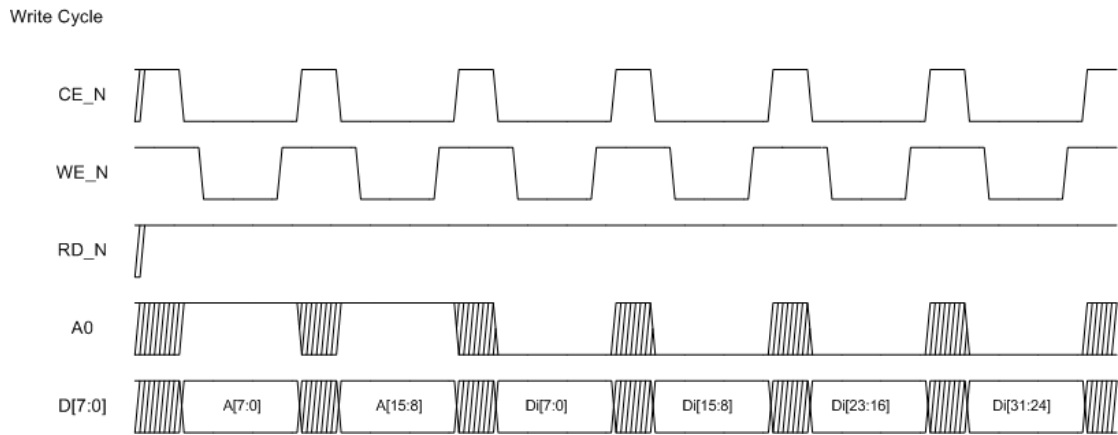 Write Cycle
CE_N
WE_N
RD_N
A0
D[7:0] A[7:0] A[15:8] Di[7:0] Di[15:8] Di[23:16] Di[31:24]